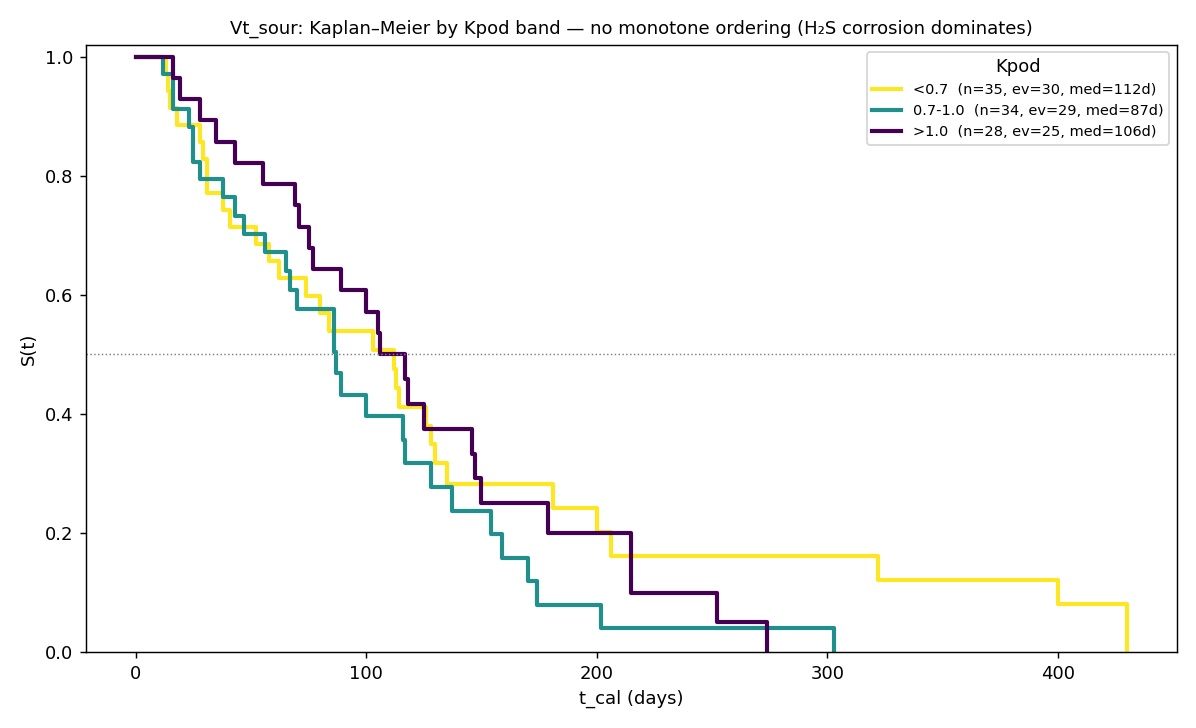 Vt_sour: Kaplan–Meier by Kpod band — no monotone ordering (H₂S corrosion dominates)
Kpod
<0.7 (n=35, ev=30, med=112d)
0.7-1.0 (n=34, ev=29, med=87d)
>1.0 (n=28, ev=25, med=106d)
S(t)
1.0
0.8
0.6
0.4
0.2
0.0
0 100 200 300 400
t_cal (days)